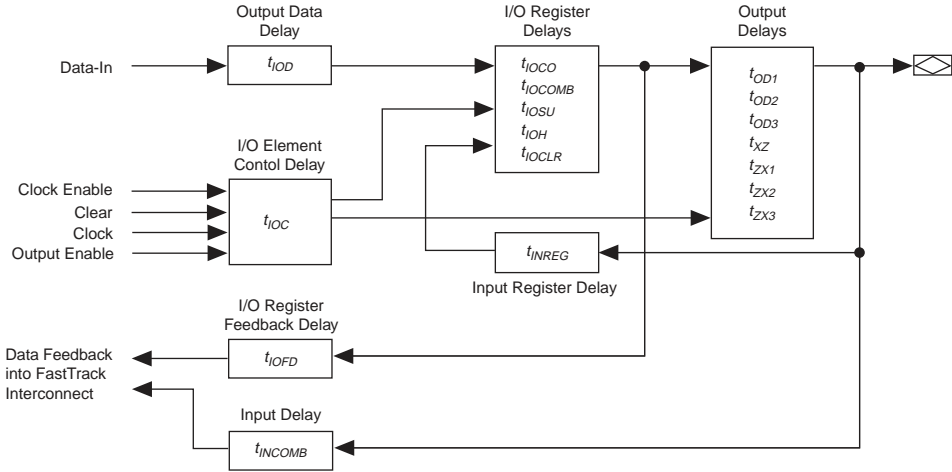 Output Data
Delay
I/O Register
Delays
Output
Delays
Data-In
tIOD
tIOCO
tIOCOMB
tIOSU
tIOH
tIOCLR
tOD1
tOD2
tOD3
tXZ
tZX1
tZX2
tZX3
I/O Element
Contol Delay
Clock Enable
Clear
Clock
Output Enable
tIOC
tINREG
Input Register Delay
I/O Register
Feedback Delay
Data Feedback
into FastTrack
Interconnect
tIOFD
Input Delay
tINCOMB